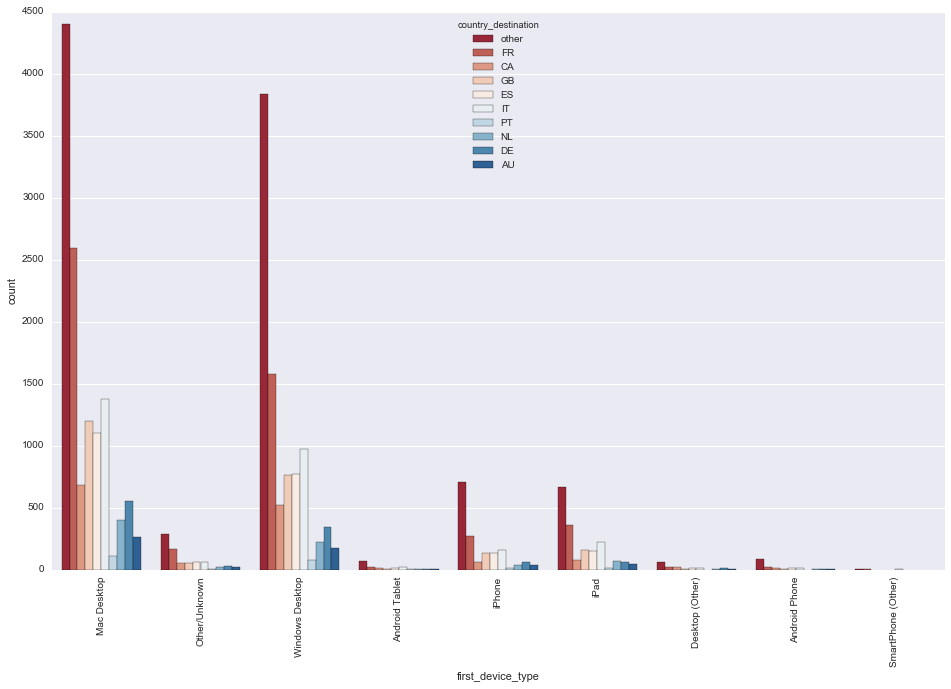 4500
4000
3500
3000
2500
2000
1500
1000
500
0
count
country_destination
other
FR
CA
GB
ES
IT
PT
NL
DE
AU
Mac Desktop
Other/Unknown
Windows Desktop
Android Tablet
iPhone
iPad
Desktop (Other)
Android Phone
SmartPhone (Other)
first_device_type